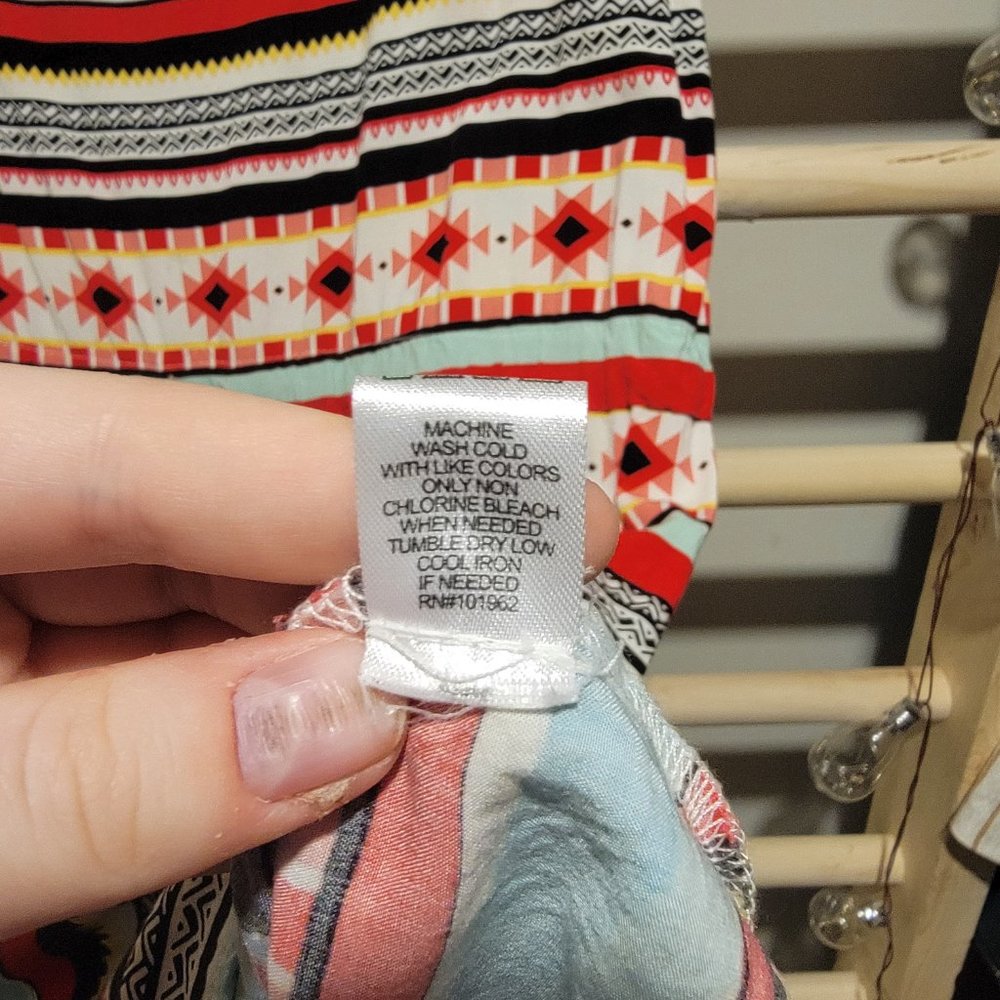 MACHINE
WASH COLD
WITH LIKE COLORS
ONLY NON
CHLORINE BLEACH
WHEN NEEDED
TUMBLE DRY LOW
COOL IRON
IF NEEDED
RN#101962